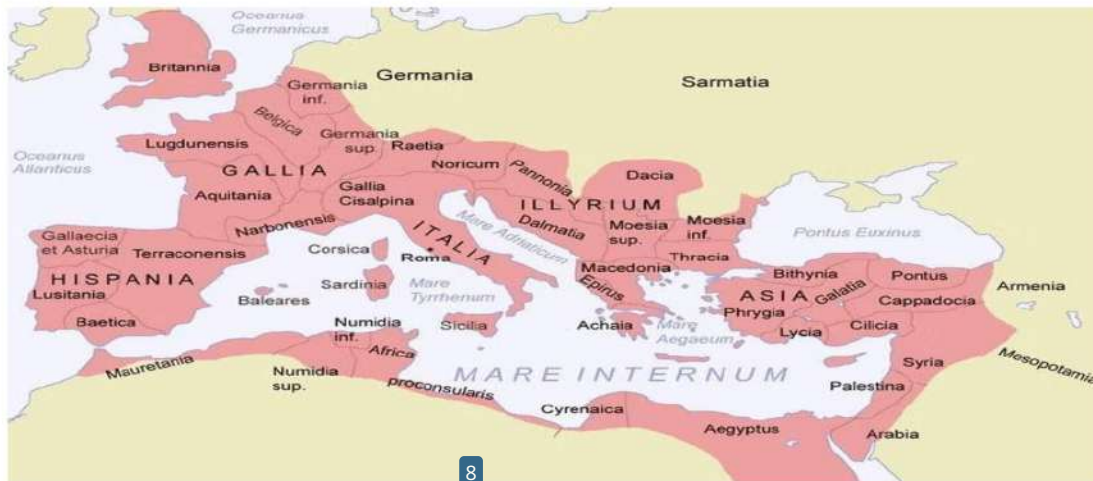 Oceanus
Germanicus
Britannia
Germania
Sarmatia
Germania
inf.
Belgica
Oceanus
Atlanticus
Lugdunensis
Germania
sup.
Raetia
Noricum
Pannonia
Dacia
GALLIA
Aquitania
Gallia
Cisalpina
ILLYRIUM
Narbonensis
Dalmatia
Moesia
sup.
Moesia
inf.
Pontus Euxinus
Gallaecia
et Asturia
Terraconensis
Corsica
ITALIA
Roma
Mare Adriaticum
Thracia
Macedonia
HISPANIA
Lusitania
Baleares
Sardinia
Mare
Tyrrhenum
Epirus
Bithynia
Pontus
Armenia
ASIA
Galatia
Phrygia
Cappadocia
Baetica
Numidia
inf.
Sicilia
Achaia
Mare
Aegaeum
Lycia
Cilicia
Mauretania
Africa
proconsularis
Numidia
sup.
MARE INTERNUM
Syria
Mesopotamia
Palestina
Cyrenaica
Aegyptus
Arabia
8